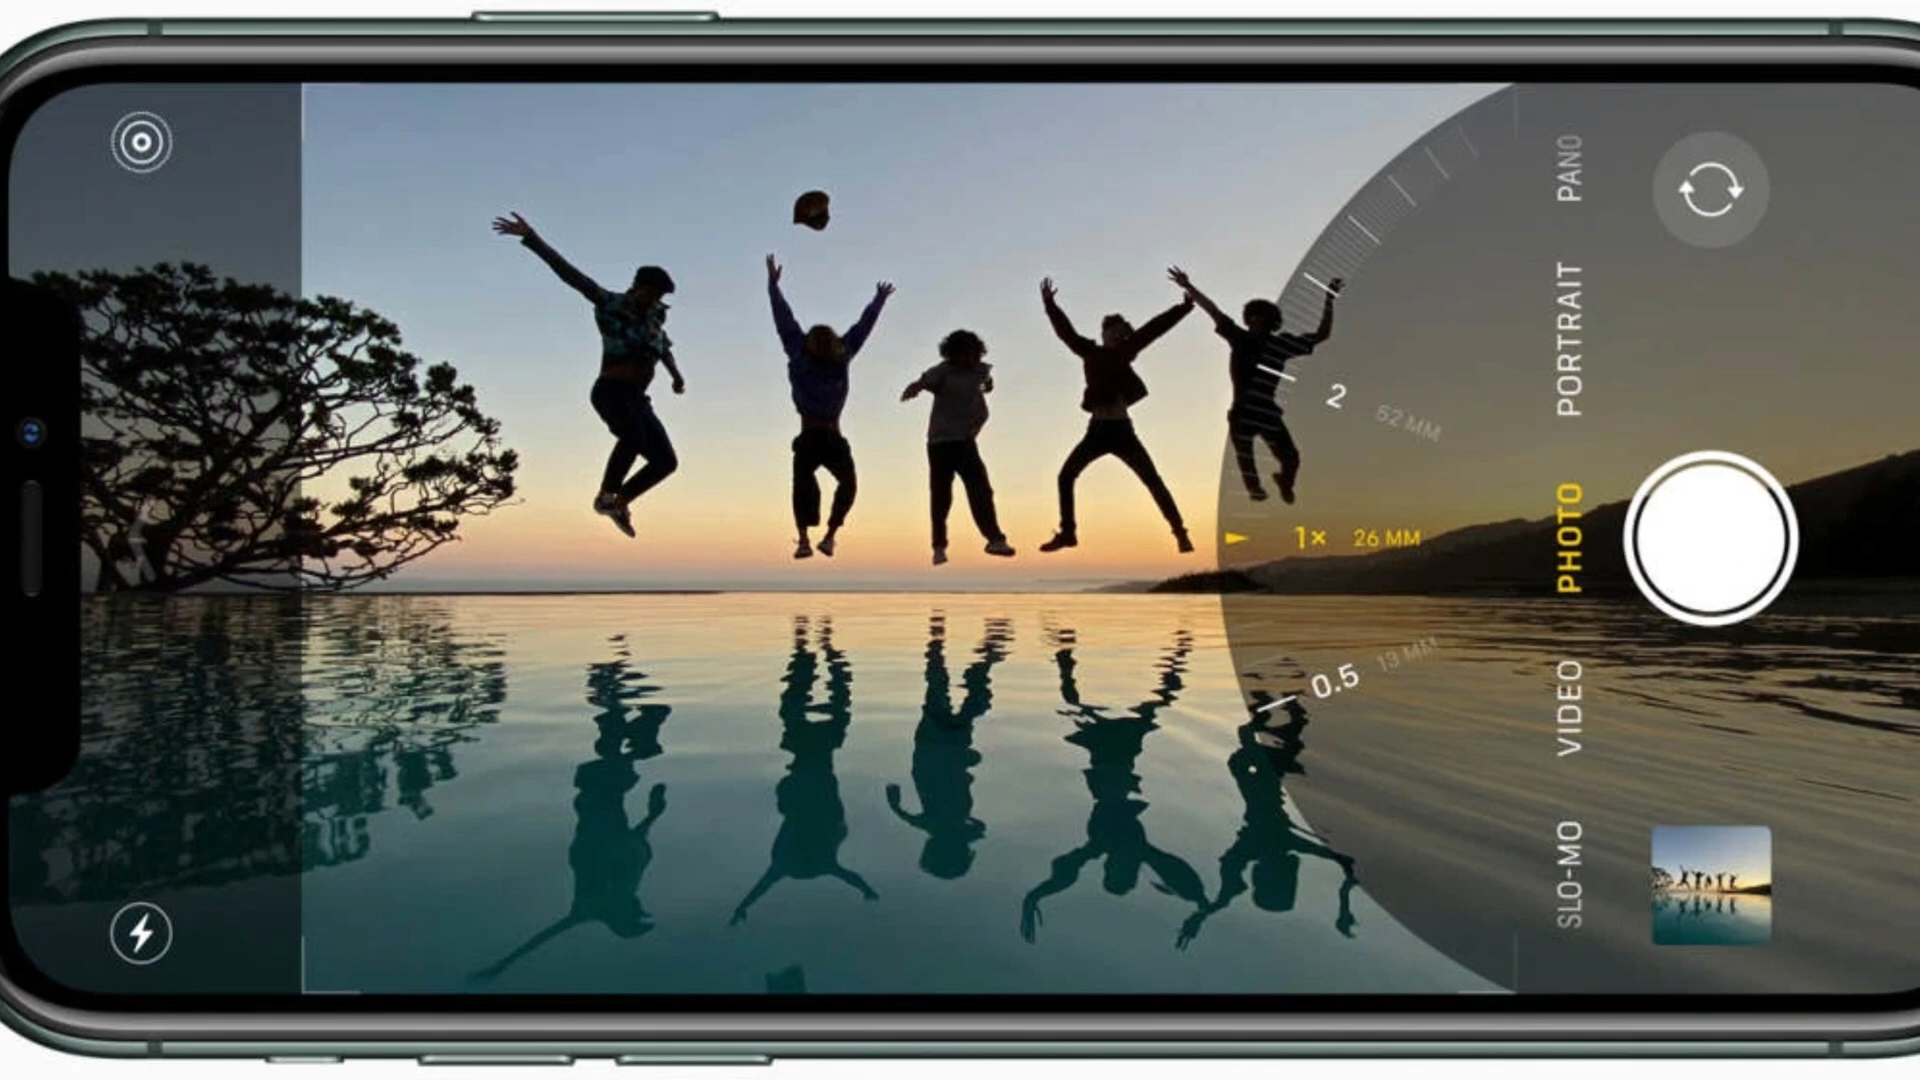 PANO
PORTRAIT
PHOTO
VIDEO
SLO-MO
2 52 MM
1× 26 MM
0.5 13 MM